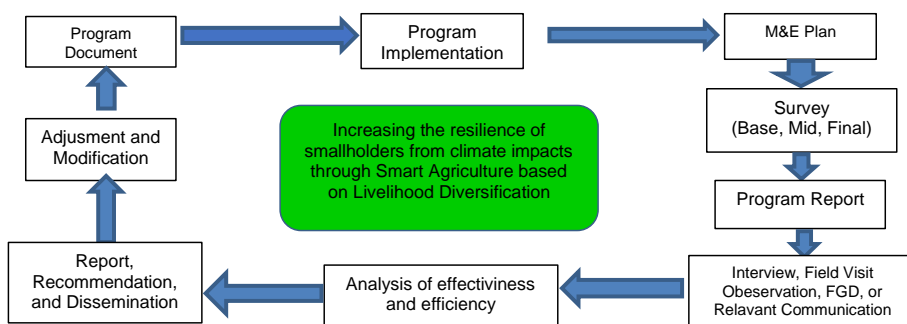 Program
Document
Program
Implementation
M&E Plan
Survey
(Base, Mid, Final)
Program Report
Interview, Field Visit
Obeservation, FGD, or
Relavant Communication
Analysis of effectiviness
and efficiency
Report,
Recommendation,
and Dissemination
Adjusment and
Modification
Increasing the resilience of
smallholders from climate impacts
through Smart Agriculture based
on Livelihood Diversification